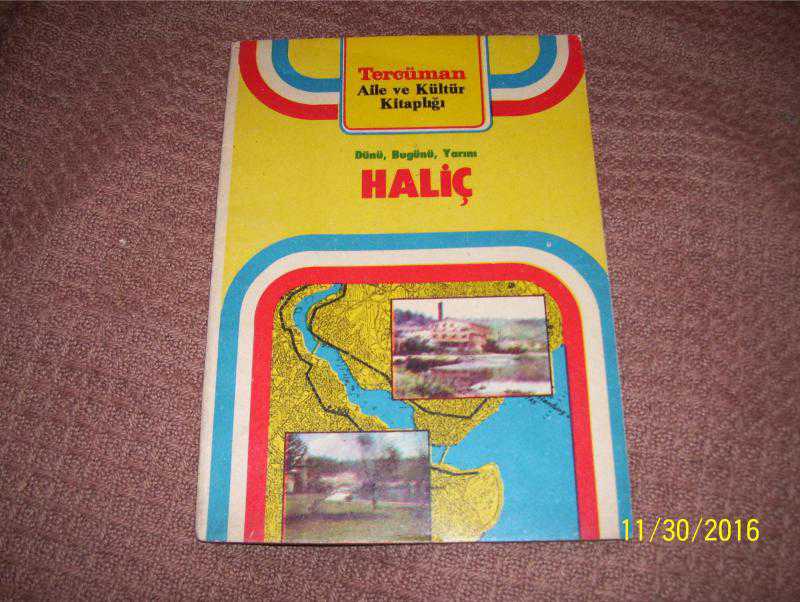 Tercüman
Aile ve Kültür
Kitaplığı
Dünü, Bugünü, Yarını
HALİÇ
11/30/2016